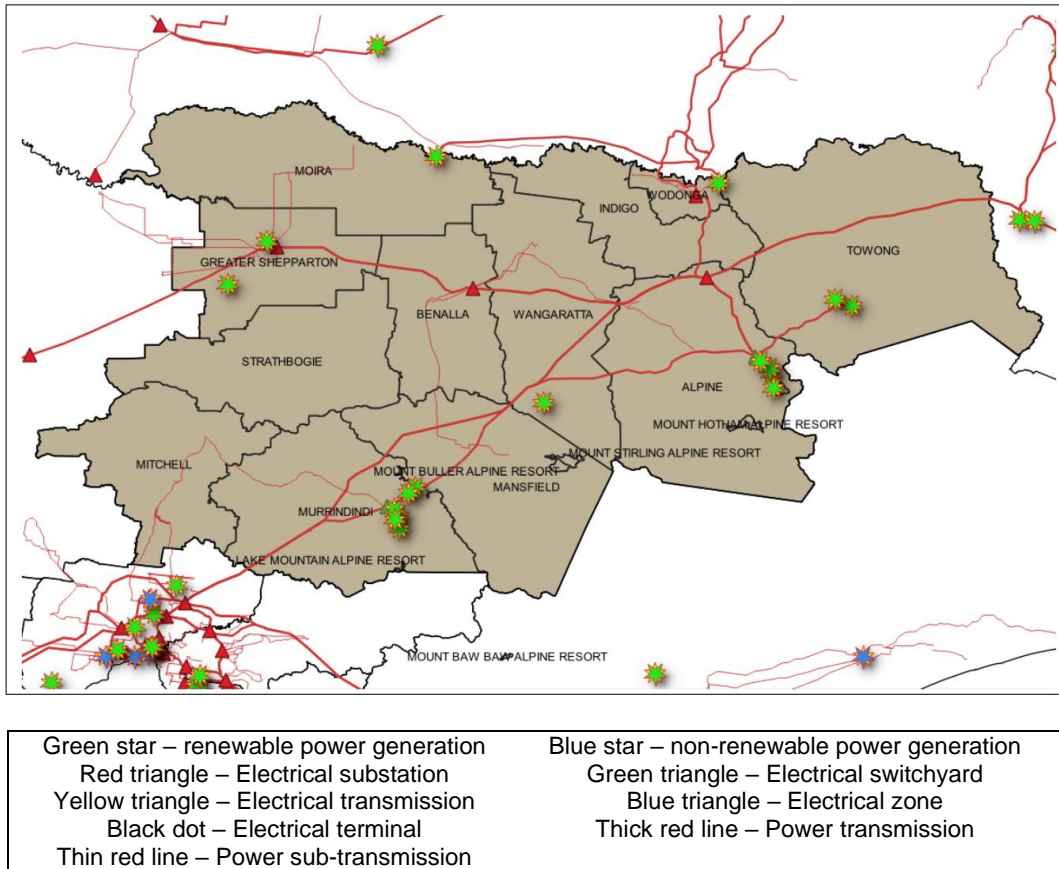 MOIRA
WODONGA
INDIGO
TOWONG
GREATER SHEPPARTON
BENALLA
WANGARATTA
STRATHBOGIE
ALPINE
MOUNT HOTHAM ALPINE RESORT
MOUNT STIRLING ALPINE RESORT
MITCHELL
MOUNT BULLER ALPINE RESORT
MANSFIELD
MURRINDINDI
LAKE MOUNTAIN ALPINE RESORT
MOUNT BAW BAW ALPINE RESORT
Green star – renewable power generation
Red triangle – Electrical substation
Yellow triangle – Electrical transmission
Black dot – Electrical terminal
Thin red line – Power sub-transmission
Blue star – non-renewable power generation
Green triangle – Electrical switchyard
Blue triangle – Electrical zone
Thick red line – Power transmission